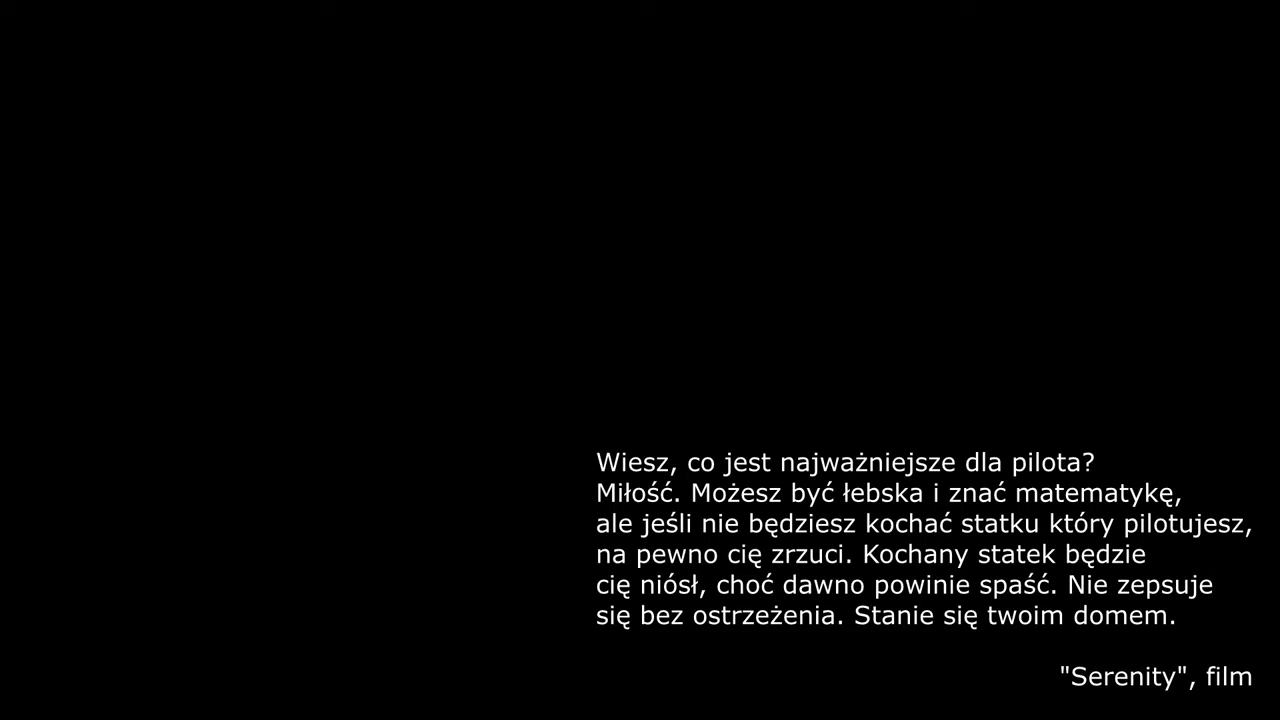 Wiesz, co jest najważniejsze dla pilota?
Miłość. Możesz być łebska i znać matematykę,
ale jeśli nie będziesz kochać statku który pilotujesz,
na pewno cię zrzuci. Kochany statek będzie
cię niósł, choć dawno powinie spaść. Nie zepsuje
się bez ostrzeżenia. Stanie się twoim domem.
"Serenity", film